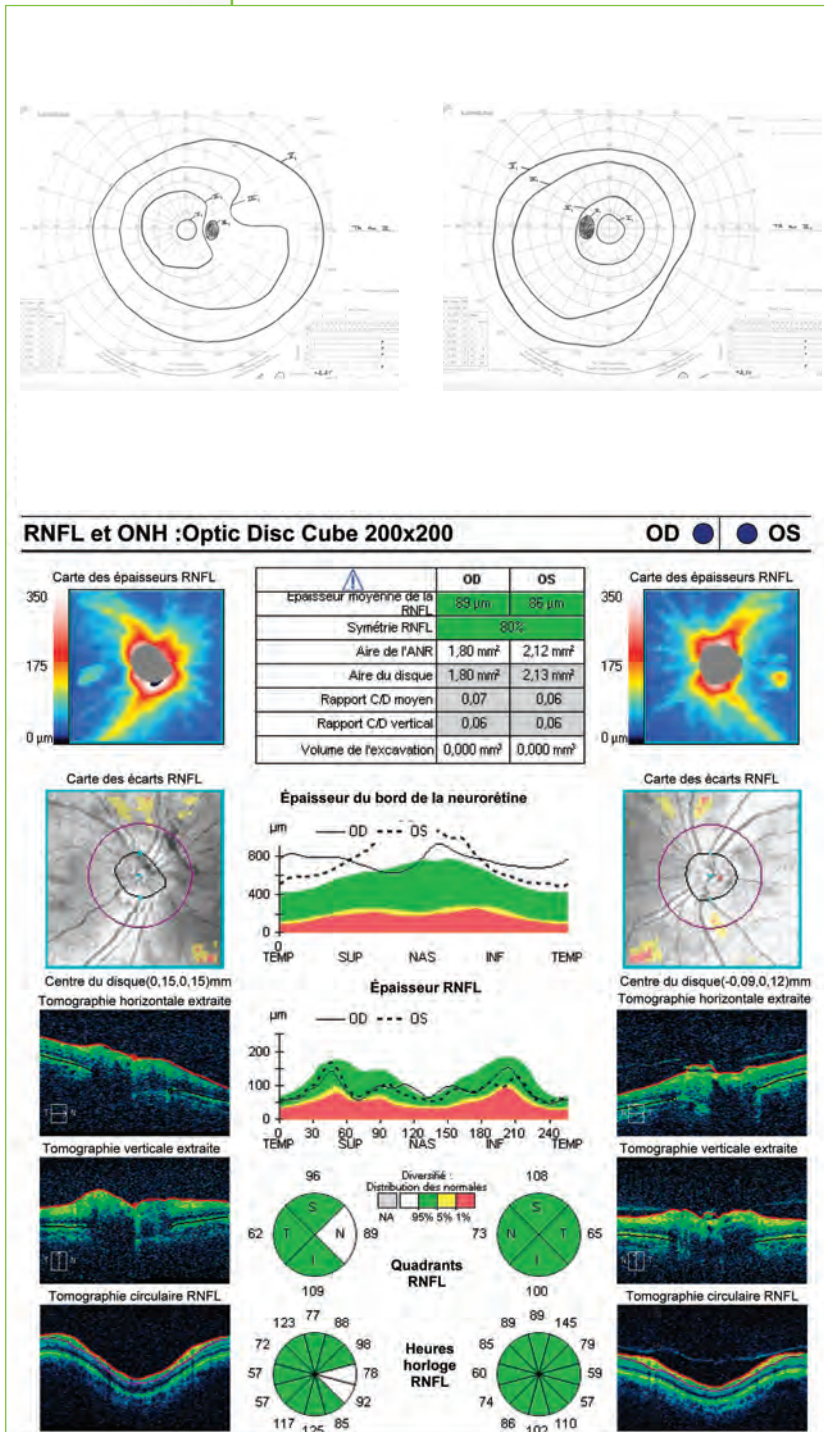 RNFL et ONH :Optic Disc Cube 200x200 OD OS
Carte des épaisseurs RNFL
350
175
0 µm
OD OS
Epaisseur moyenne de la RNFL 89 µm 86 µm
Symétrie RNFL 80%
Aire de l'ANR 1,80 mm² 2,12 mm²
Aire du disque 1,80 mm² 2,13 mm²
Rapport C/D moyen 0,07 0,06
Rapport C/D vertical 0,06 0,06
Volume de l'excavation 0,000 mm³ 0,000 mm³
Carte des épaisseurs RNFL
350
175
0 µm
Carte des écarts RNFL
Centre du disque(0,15,0,15)mm
Épaisseur du bord de la neurorétine
µm OD OS
800
400
0
0
TEMP SUP NAS INF TEMP
Carte des écarts RNFL
Centre du disque(-0,09,0,12)mm
Tomographie horizontale extraite
T N
Épaisseur RNFL
µm OD OS
200
100
0
0 30 60 90 120 150 180 210 240
TEMP SUP NAS INF TEMP
Tomographie horizontale extraite
Tomographie verticale extraite
Tomographie verticale extraite
96
62 S N I T 89
109
Diversifié :
Distribution des normales
NA 95% 5% 1%
Quadrants
RNFL
108
73 S T I N 65
100
Tomographie circulaire RNFL
77
123 88
72 98
57 78
57 92
117 85
125
Heures
horloge
RNFL
89
89 145
85 79
60 59
74 57
86 110
102
Tomographie circulaire RNFL